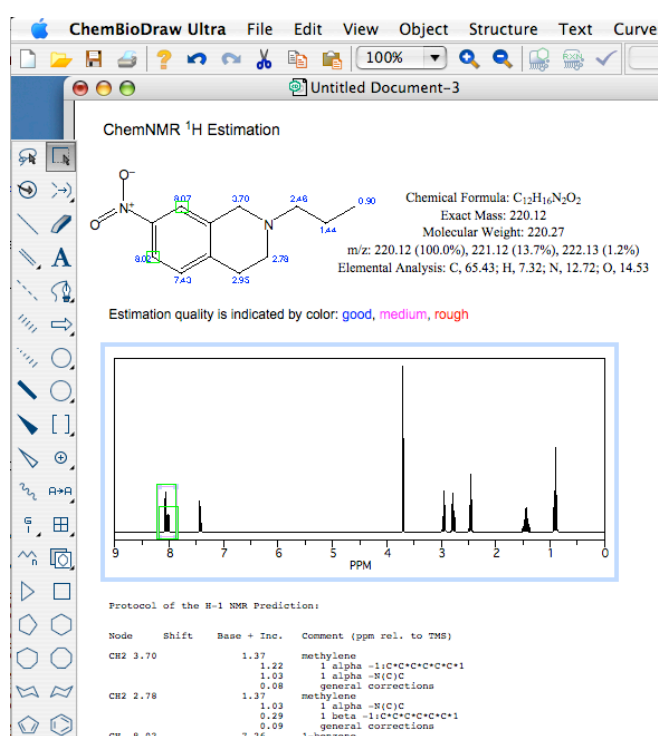 ChemBioDraw Ultra File Edit View Object Structure Text Curve
100%
RXN
Untitled Document-3
ChemNMR ¹H Estimation
O⁻
8.07 3.70 2.46 0.90
O N⁺ N 1.44
8.02 2.78
7.43 2.95
Chemical Formula: C₁₂H₁₆N₂O₂
Exact Mass: 220.12
Molecular Weight: 220.27
m/z: 220.12 (100.0%), 221.12 (13.7%), 222.13 (1.2%)
Elemental Analysis: C, 65.43; H, 7.32; N, 12.72; O, 14.53
Estimation quality is indicated by color: good, medium, rough
A
A→A
n
9 8 7 6 5 4 3 2 1 0
PPM
Protocol of the H-1 NMR Prediction:
Node Shift Base + Inc. Comment (ppm rel. to TMS)
CH2 3.70 1.37 methylene
1.22 1 alpha -1:C*C*C*C*C*C*1
1.03 1 alpha -N(C)C
0.08 general corrections
CH2 2.78 1.37 methylene
1.03 1 alpha -N(C)C
0.29 1 beta -1:C*C*C*C*C*C*1
0.09 general corrections